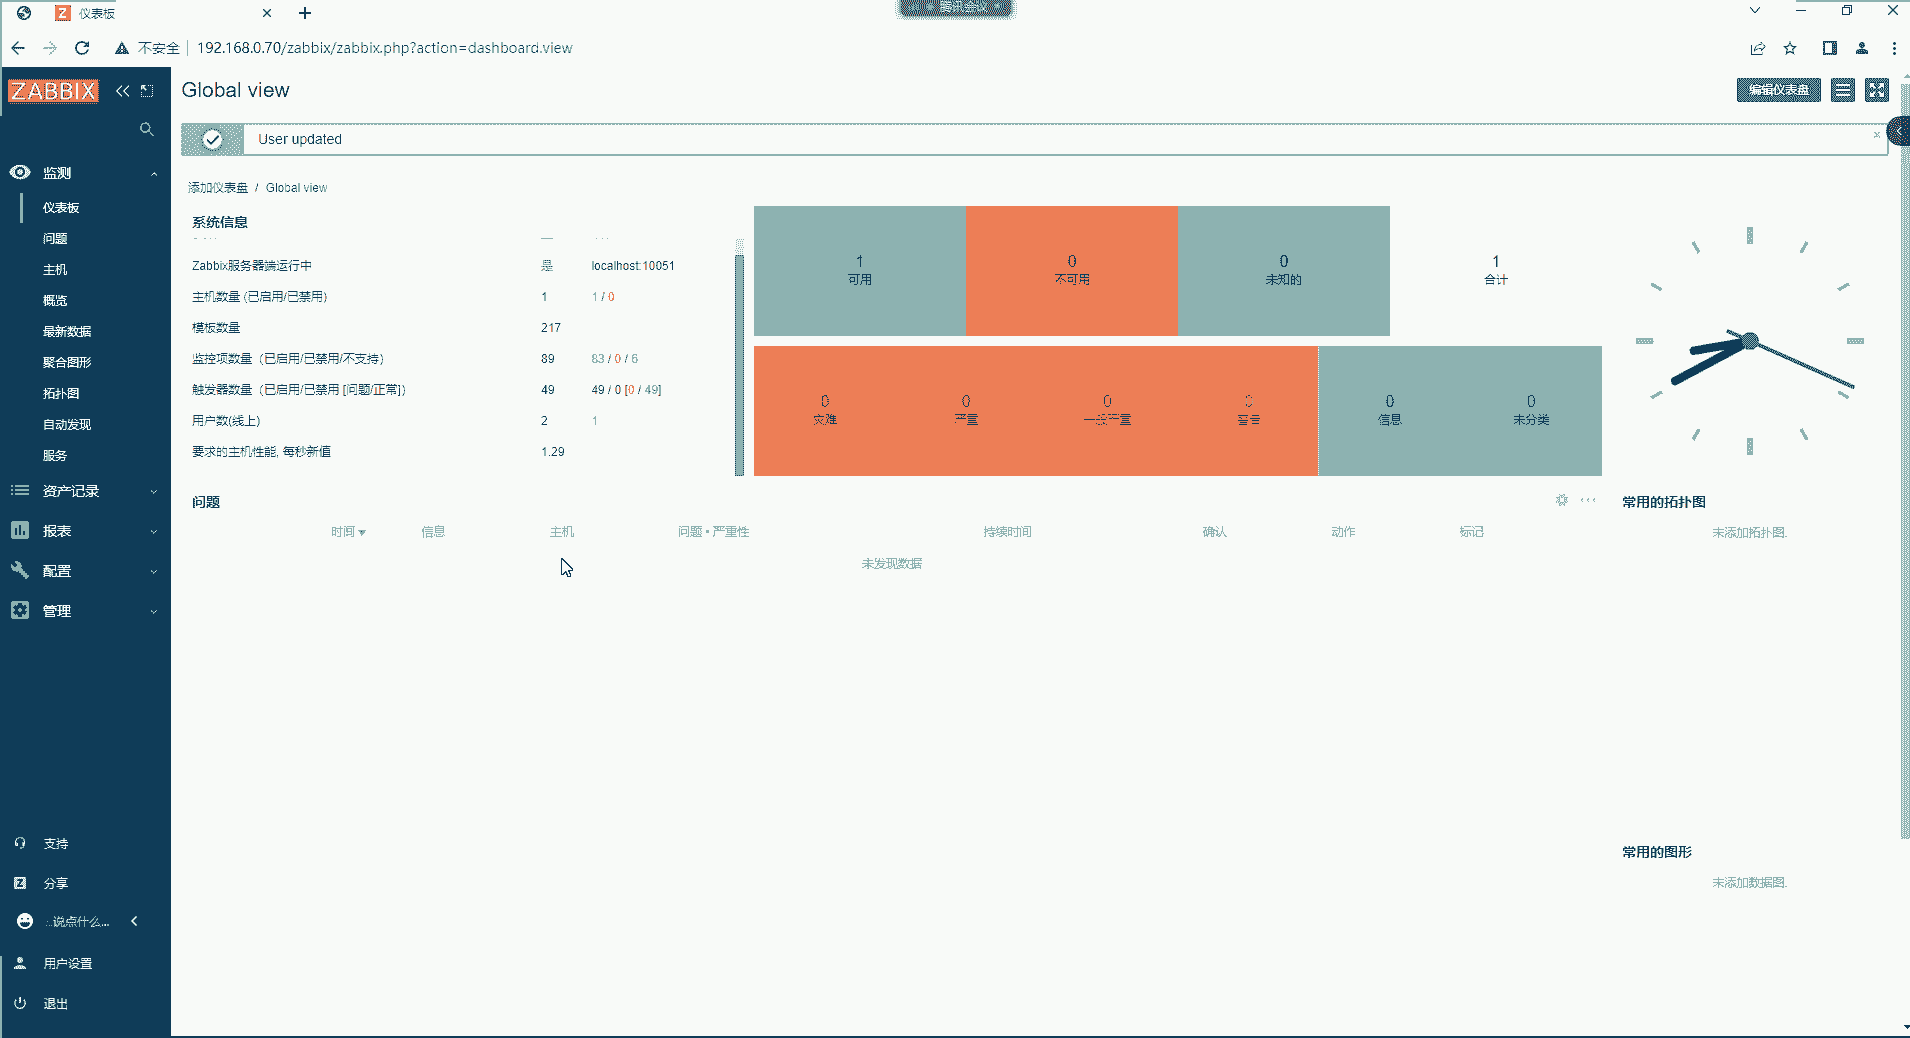 仪表板
腾讯会议
不安全 192.168.0.70/zabbix/zabbix.php?action=dashboard.view
ZABBIX
Global view
编辑仪表盘
User updated
添加仪表盘 / Global view
监测
仪表板
问题
主机
概览
最新数据
聚合图形
拓扑图
自动发现
服务
资产记录
报表
配置
管理
支持
Z 分享
说点什么...
用户设置
退出
系统信息
Zabbix服务器端运行中 是 localhost:10051
主机数量 (已启用/已禁用) 1 1 / 0
模板数量 217
监控项数量 (已启用/已禁用/不支持) 89 83 / 0 / 6
触发器数量 (已启用/已禁用 [问题/正常]) 49 49 / 0 [0 / 49]
用户数(线上) 2 1
要求的主机性能, 每秒新值 1.29
1 0 0 1
可用 不可用 未知的 合计
0 0 0 0 0 0
灾难 严重 一般严重 警告 信息 未分类
问题
时间 信息 主机 问题 • 严重性 持续时间 确认 动作 标记
未发现数据
常用的拓扑图
未添加拓扑图.
常用的图形
未添加数据图.